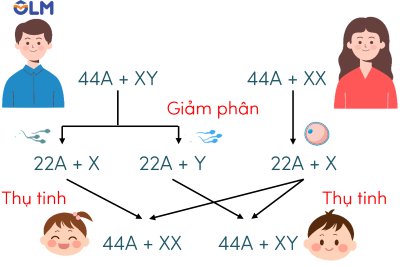 OLM
44A + XY
44A + XX
Giảm phân
22A + X
22A + Y
22A + X
Thụ tinh
Thụ tinh
44A + XX
44A + XY